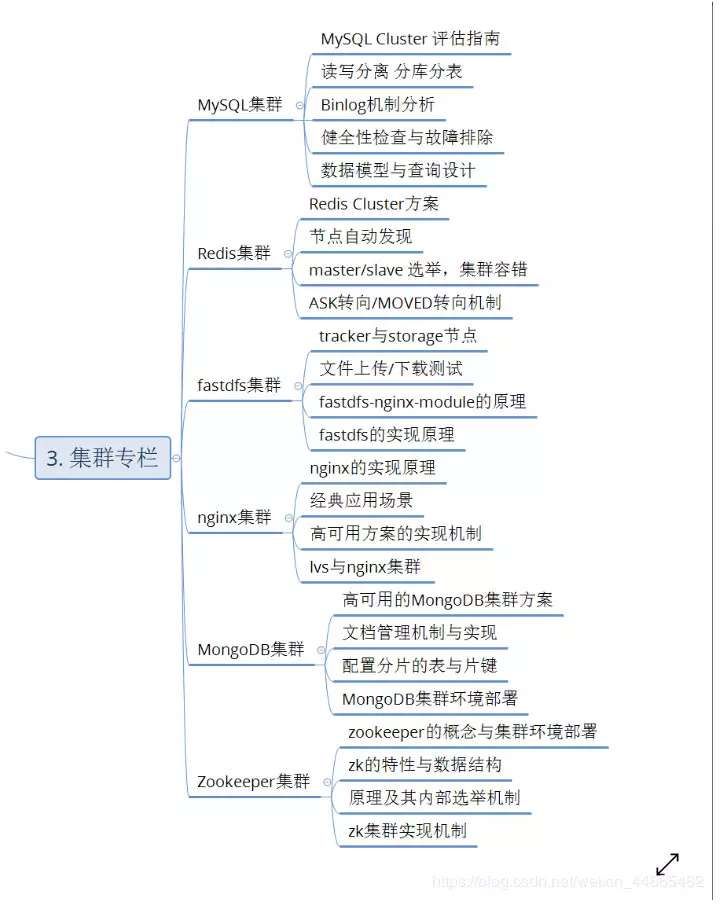 3. 集群专栏
MySQL集群
MySQL Cluster 评估指南
读写分离 分库分表
Binlog机制分析
健全性检查与故障排除
数据模型与查询设计
Redis集群
Redis Cluster方案
节点自动发现
master/slave 选举，集群容错
ASK转向/MOVED转向机制
fastdfs集群
tracker与storage节点
文件上传/下载测试
fastdfs-nginx-module的原理
fastdfs的实现原理
nginx集群
nginx的实现原理
经典应用场景
高可用方案的实现机制
lvs与nginx集群
MongoDB集群
高可用的MongoDB集群方案
文档管理机制与实现
配置分片的表与片键
MongoDB集群环境部署
Zookeeper集群
zookeeper的概念与集群环境部署
zk的特性与数据结构
原理及其内部选举机制
zk集群实现机制